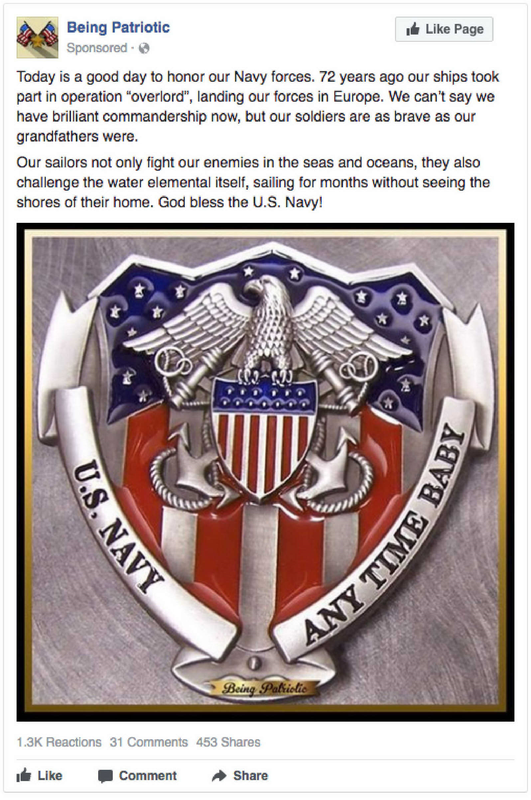 Being Patriotic
Like Page
Sponsored ·
Today is a good day to honor our Navy forces. 72 years ago our ships took
part in operation “overlord”, landing our forces in Europe. We can’t say we
have brilliant commandership now, but our soldiers are as brave as our
grandfathers were.
Our sailors not only fight our enemies in the seas and oceans, they also
challenge the water elemental itself, sailing for months without seeing the
shores of their home. God bless the U.S. Navy!
U.S. NAVY
ANY TIME BABY
Being Patriotic
1.3K Reactions 31 Comments 453 Shares
Like Comment Share